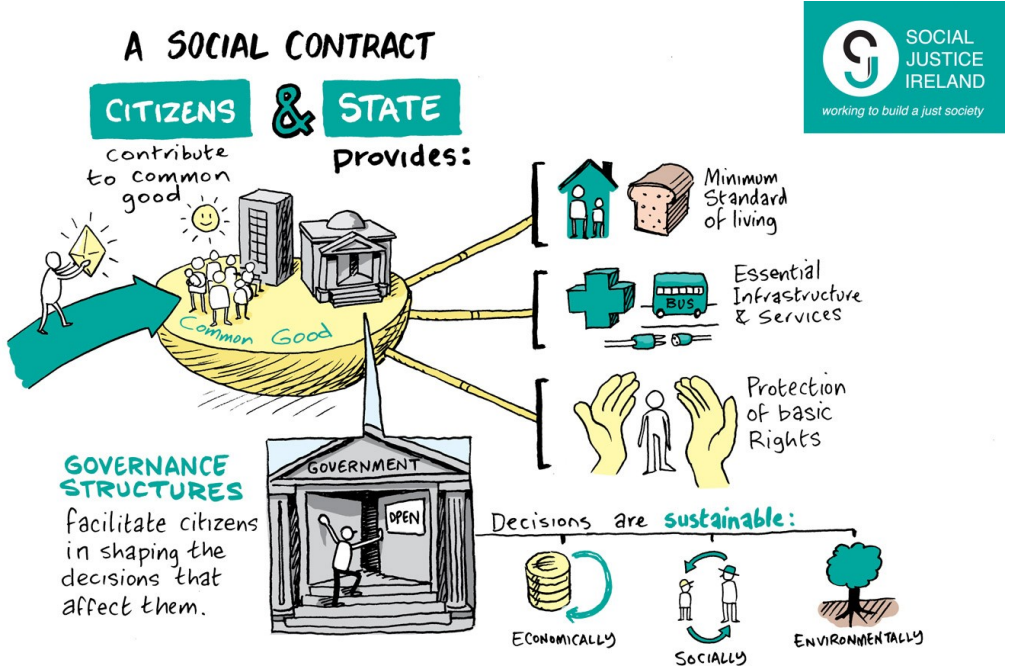 A SOCIAL CONTRACT
CITIZENS & STATE
contribute
to common
good
provides:
SOCIAL
JUSTICE
IRELAND
working to build a just society
Minimum
Standard
of living
Essential
Infrastructure
& Services
BUS
Protection
of basic
Rights
Common Good
GOVERNANCE
STRUCTURES
facilitate citizens
in shaping the
decisions that
affect them.
GOVERNMENT
OPEN
Decisions are sustainable:
ECONOMICALLY
SOCIALLY
ENVIRONMENTALLY